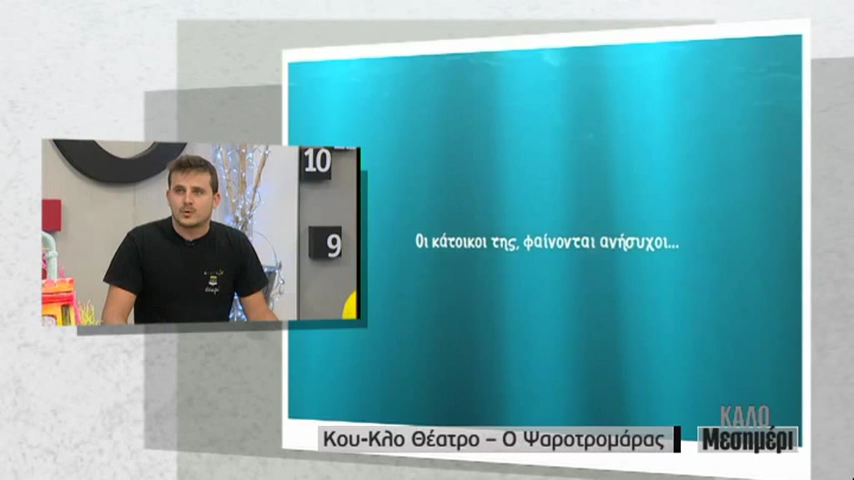 10
9
Οι κάτοικοι της, φαίνονται ανήσυχοι...
Κου-Κλο Θέατρο – Ο Ψαροτρομάρας
ΚΑΛΟ
Μεσημέρι